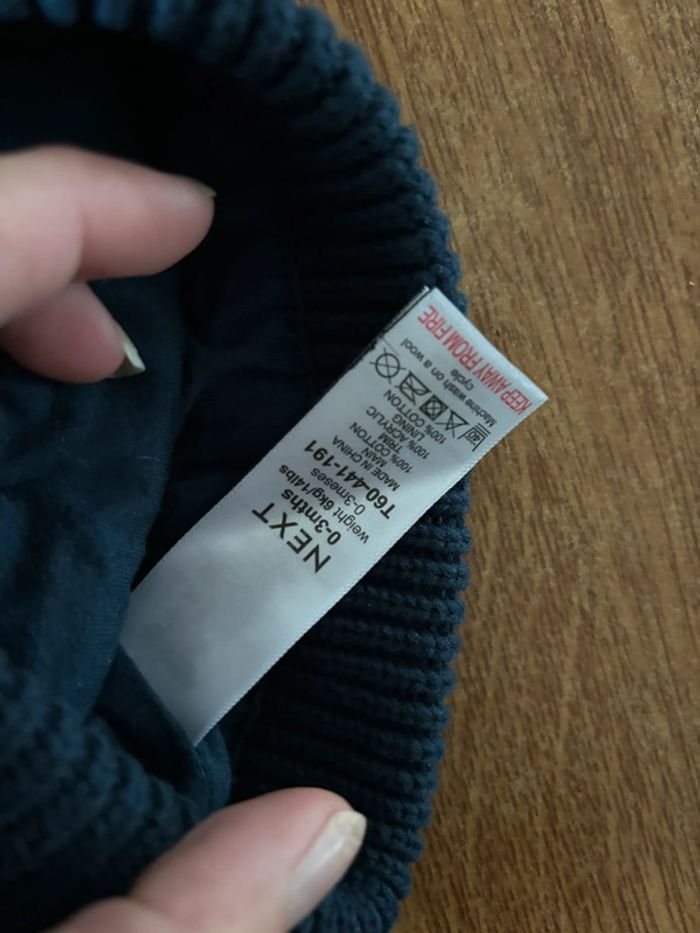 NEXT
0-3mths
weight 6kg/14lbs
0-3meses
T60-441-191
MADE IN CHINA
100% COTTON
MAIN
100% ACRYLIC
TRIM
100% COTTON
LINING
40
Machine wash on a wool
cycle
KEEP AWAY FROM FIRE